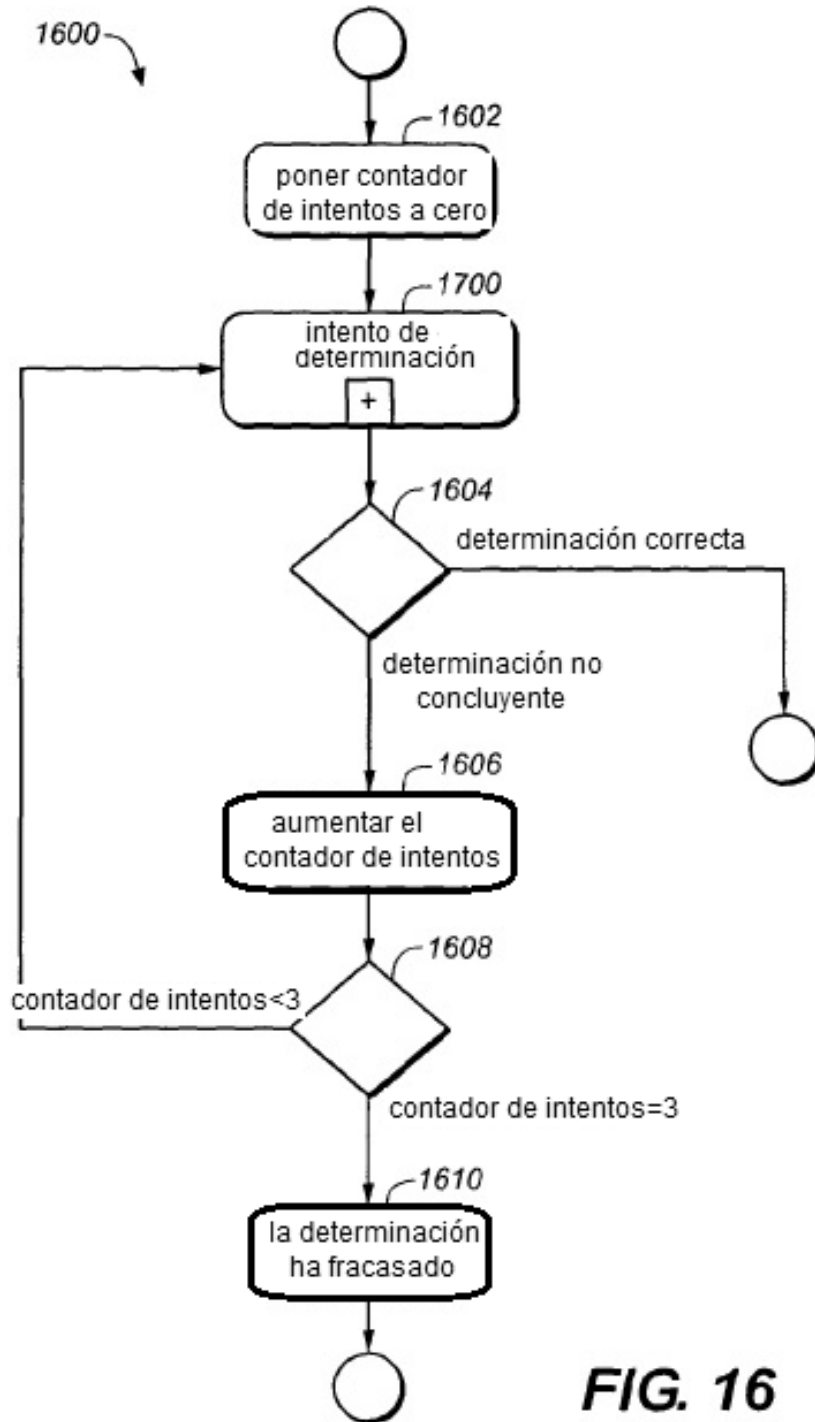 1600
1602
poner contador
de intentos a cero
1700
intento de
determinación
+
1604
determinación correcta
determinación no
concluyente
1606
aumentar el
contador de intentos
1608
contador de intentos<3
contador de intentos=3
1610
la determinación
ha fracasado
FIG. 16